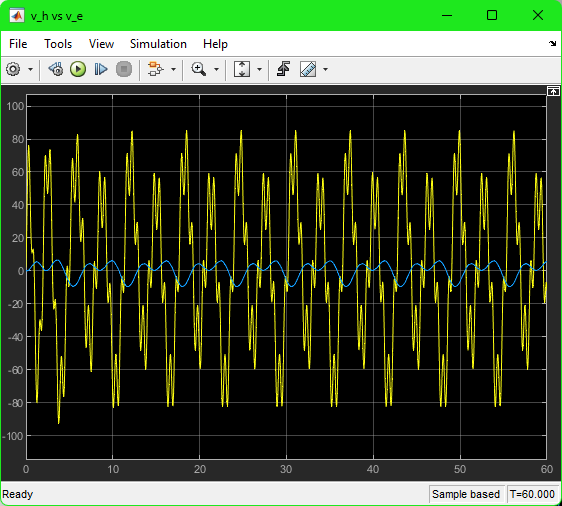 v_h vs v_e
File Tools View Simulation Help
100
80
60
40
20
0
-20
-40
-60
-80
-100
0 10 20 30 40 50 60
Ready Sample based T=60.000